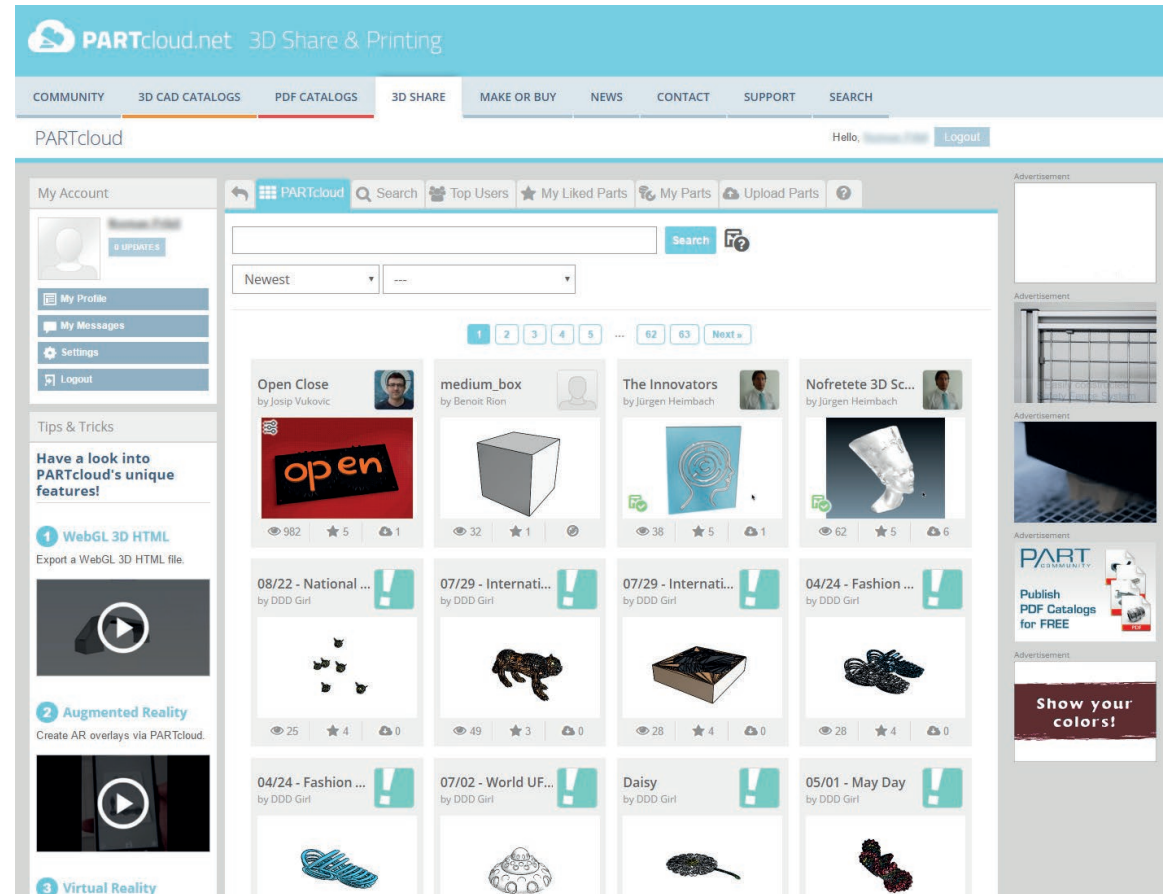 PARTcloud.net 3D Share & Printing
COMMUNITY 3D CAD CATALOGS PDF CATALOGS 3D SHARE MAKE OR BUY NEWS CONTACT SUPPORT SEARCH
PARTcloud
Hello, Logout
My Account
0 UPDATES
My Profile
My Messages
Settings
Logout
Tips & Tricks
Have a look into
PARTcloud's unique
features!
1 WebGL 3D HTML
Export a WebGL 3D HTML file.
2 Augmented Reality
Create AR overlays via PARTcloud.
3 Virtual Reality
PARTcloud Search Top Users My Liked Parts My Parts Upload Parts ?
Search ?
Newest ---
1 2 3 4 5 ... 62 63 Next »
Open Close
by Josip Vukovic
open
982 5 1
medium_box
by Benoit Rion
32 1
The Innovators
by Jürgen Heimbach
38 5 1
Nofretete 3D Sc...
by Jürgen Heimbach
62 5 6
08/22 - National ...
by DDD Girl
25 4 0
07/29 - Internati...
by DDD Girl
49 3 0
07/29 - Internati...
by DDD Girl
28 4 0
04/24 - Fashion ...
by DDD Girl
28 4 0
04/24 - Fashion ...
by DDD Girl
07/02 - World UF...
by DDD Girl
Daisy
by DDD Girl
05/01 - May Day
by DDD Girl
Advertisement
Advertisement
Advertisement
Advertisement
PART
COMMUNITY
Publish
PDF Catalogs
for FREE
PDF
Advertisement
Show your
colors!